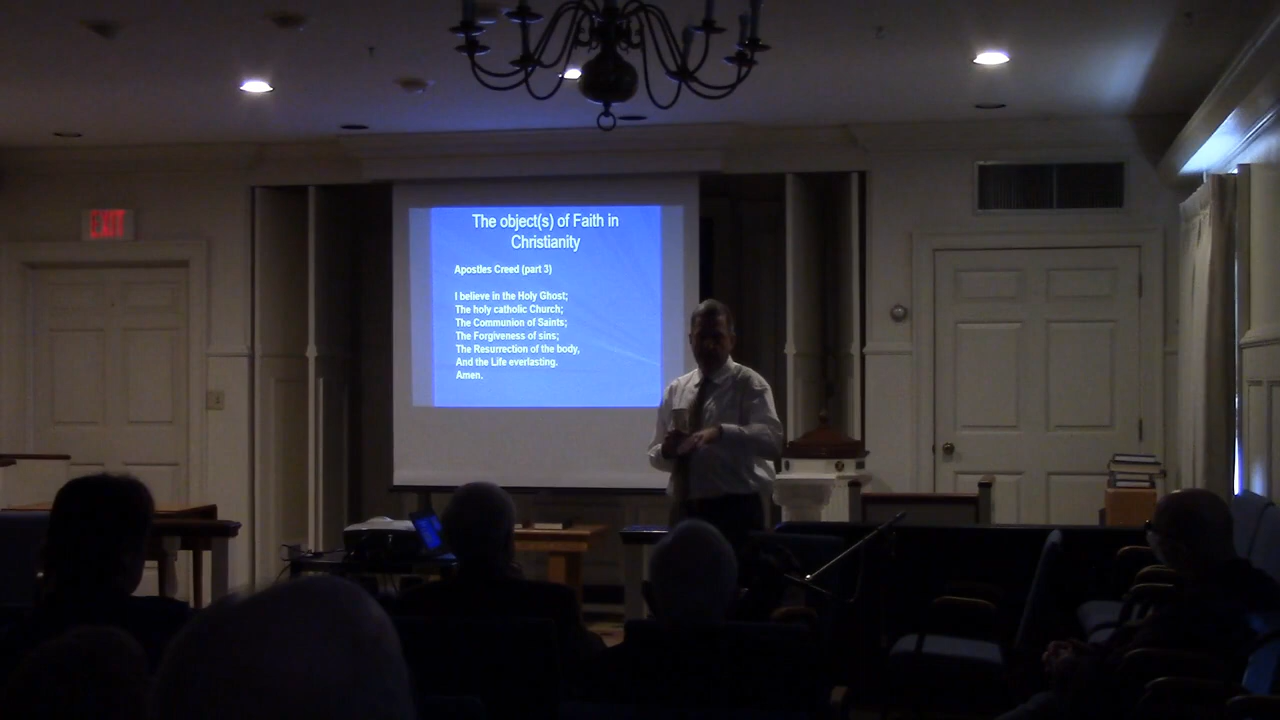 EXIT
The object(s) of Faith in
Christianity
Apostles Creed (part 3)
I believe in the Holy Ghost;
The holy catholic Church;
The Communion of Saints;
The Forgiveness of sins;
The Resurrection of the body,
And the Life everlasting.
Amen.